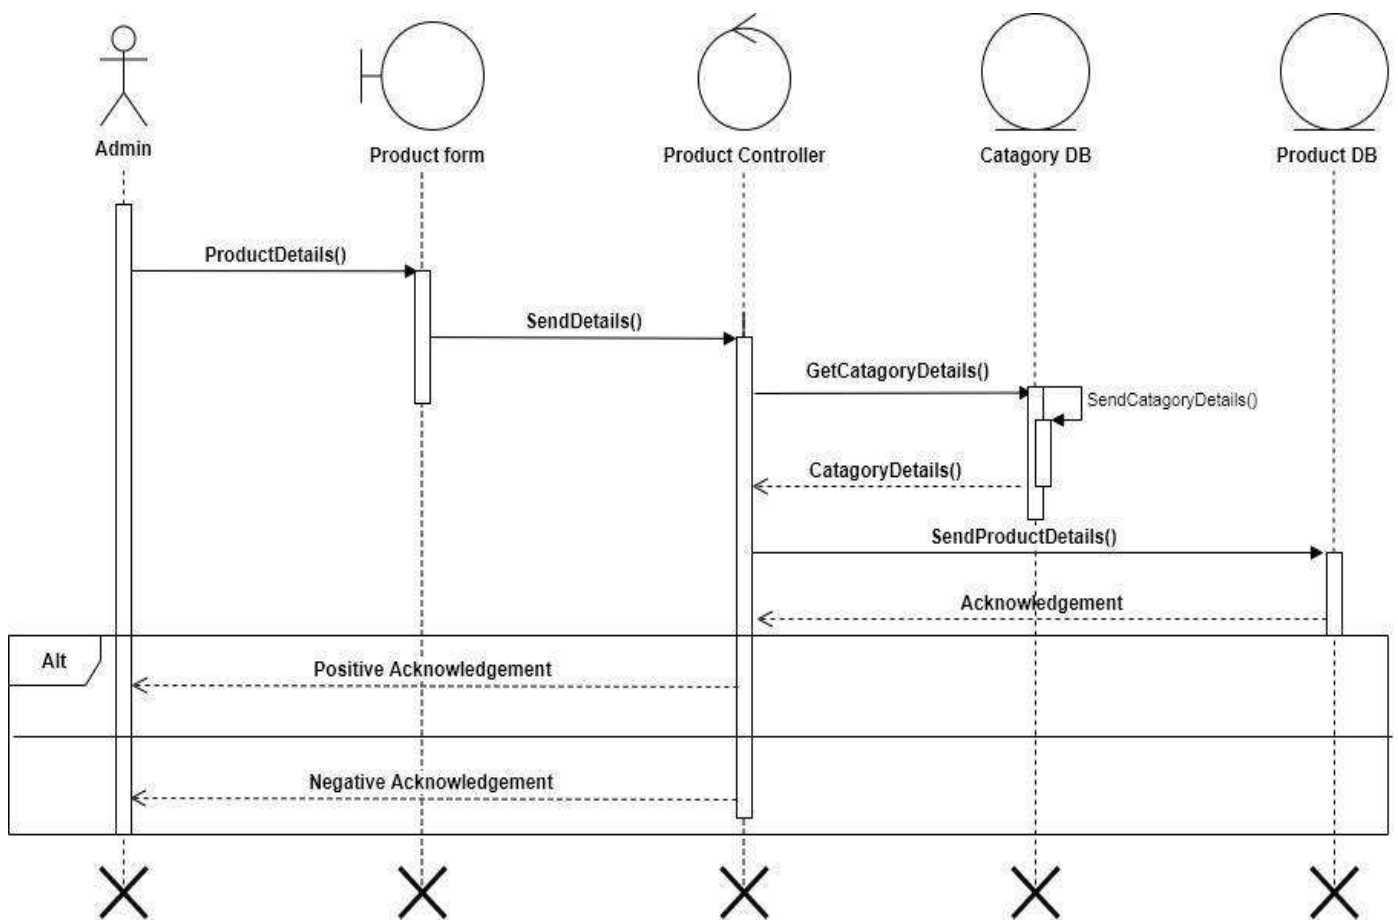 Admin
Product form
Product Controller
Catagory DB
Product DB
ProductDetails()
SendDetails()
GetCatagoryDetails()
SendCatagoryDetails()
CatagoryDetails()
SendProductDetails()
Acknowledgement
Alt
Positive Acknowledgement
Negative Acknowledgement